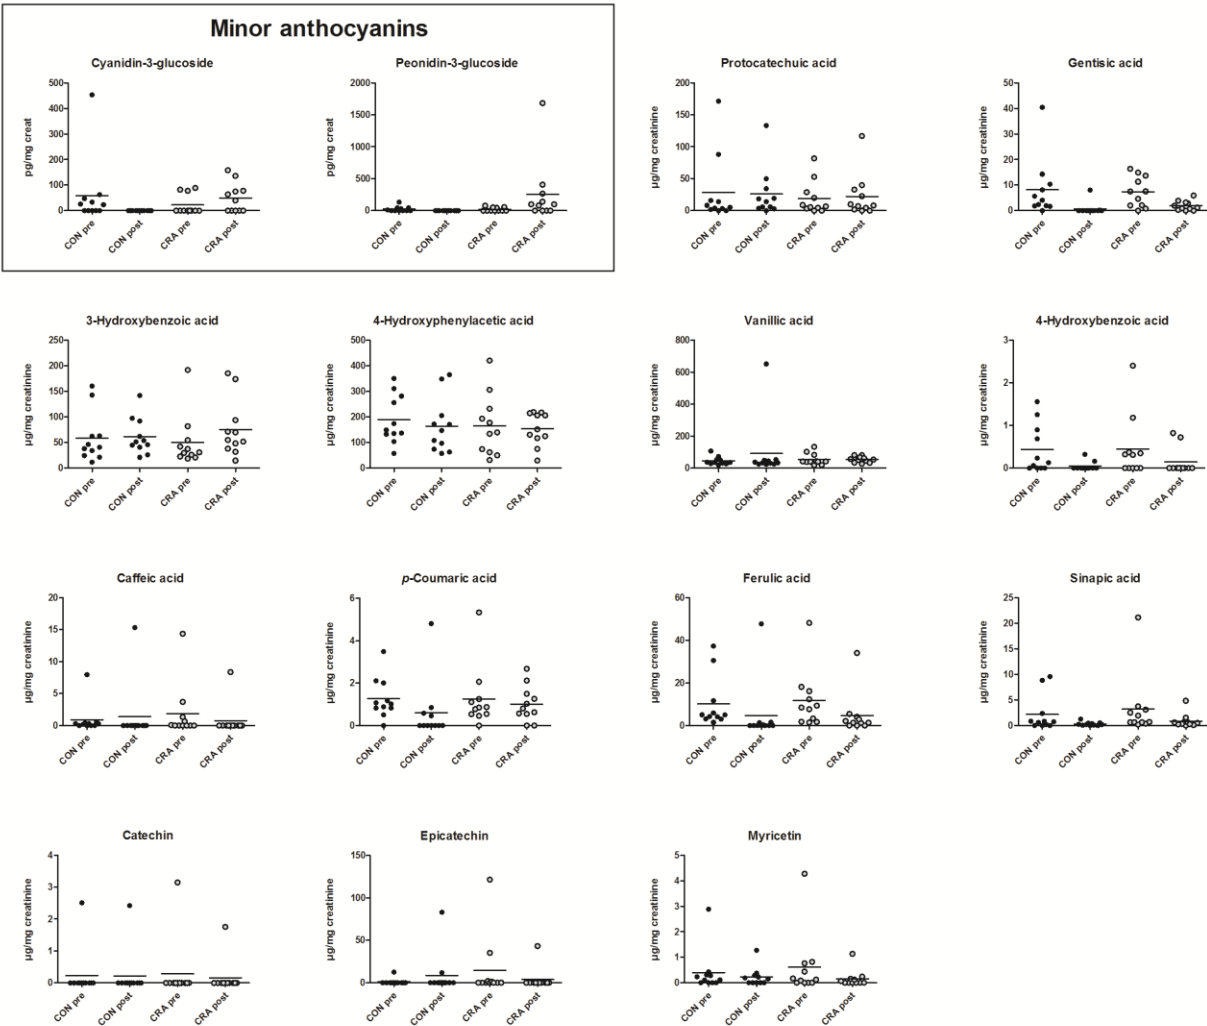 Minor anthocyanins
Cyanidin-3-glucoside
pg/mg creat
500
400
300
200
100
0
CON pre
CON post
CRA pre
CRA post
Peonidin-3-glucoside
pg/mg creat
2000
1500
1000
500
0
CON pre
CON post
CRA pre
CRA post
Protocatechuic acid
µg/mg creatinine
200
150
100
50
0
CON pre
CON post
CRA pre
CRA post
Gentisic acid
µg/mg creatinine
50
40
30
20
10
0
CON pre
CON post
CRA pre
CRA post
3-Hydroxybenzoic acid
µg/mg creatinine
250
200
150
100
50
0
CON pre
CON post
CRA pre
CRA post
4-Hydroxyphenylacetic acid
µg/mg creatinine
500
400
300
200
100
0
CON pre
CON post
CRA pre
CRA post
Vanillic acid
µg/mg creatinine
800
600
400
200
0
CON pre
CON post
CRA pre
CRA post
4-Hydroxybenzoic acid
µg/mg creatinine
3
2
1
0
CON pre
CON post
CRA pre
CRA post
Caffeic acid
µg/mg creatinine
20
15
10
5
0
CON pre
CON post
CRA pre
CRA post
p-Coumaric acid
µg/mg creatinine
6
4
2
0
CON pre
CON post
CRA pre
CRA post
Ferulic acid
µg/mg creatinine
60
40
20
0
CON pre
CON post
CRA pre
CRA post
Sinapic acid
µg/mg creatinine
25
20
15
10
5
0
CON pre
CON post
CRA pre
CRA post
Catechin
µg/mg creatinine
4
3
2
1
0
CON pre
CON post
CRA pre
CRA post
Epicatechin
µg/mg creatinine
150
100
50
0
CON pre
CON post
CRA pre
CRA post
Myricetin
µg/mg creatinine
5
4
3
2
1
0
CON pre
CON post
CRA pre
CRA post